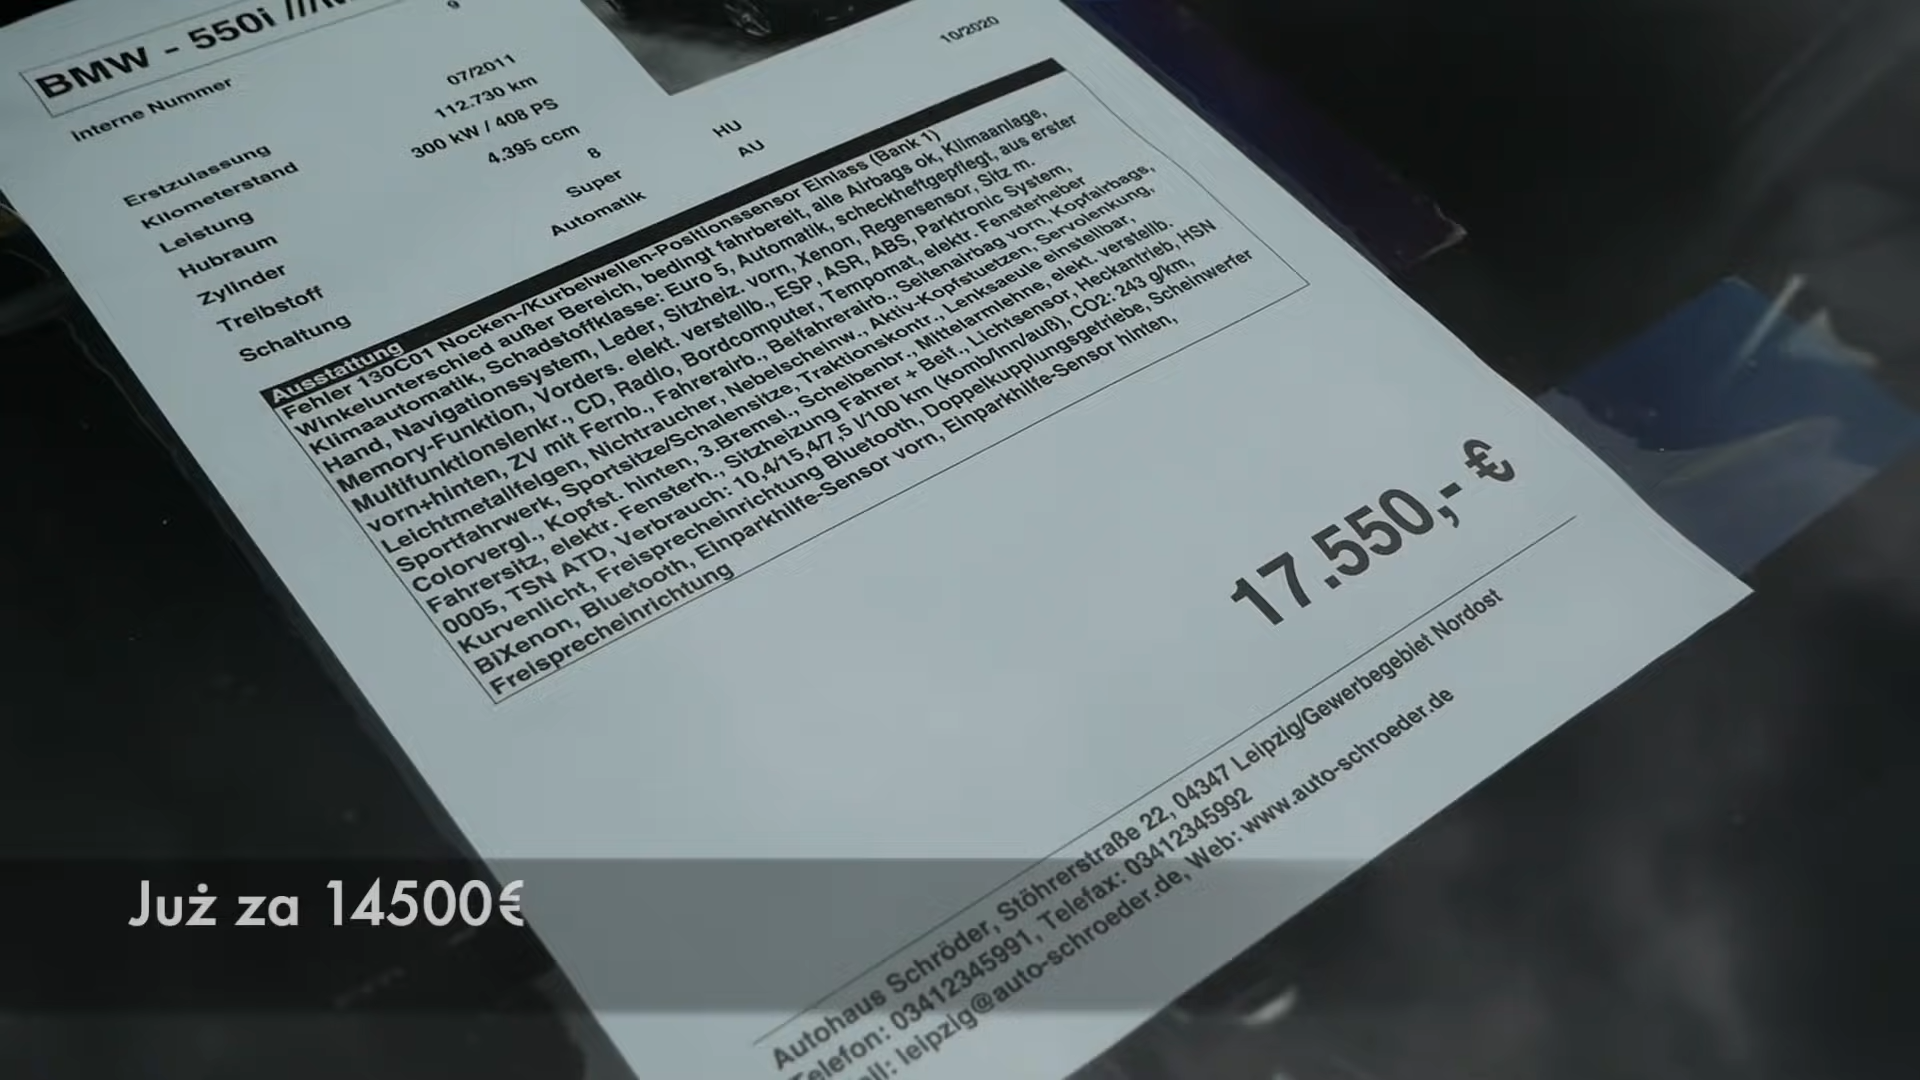 BMW - 550i ///
Interne Nummer 9
Erstzulassung 07/2011
Kilometerstand 112.730 km
Leistung 300 kW / 408 PS
Hubraum 4.395 ccm
Zylinder 8
Treibstoff Super
Schaltung Automatik
10/2020
HU
AU
Ausstattung
Fehler 130C01 Nocken-/Kurbelwellen-Positionssensor Einlass (Bank 1)
Winkelunterschied außer Bereich, bedingt fahrbereit, alle Airbags ok, Klimaanlage,
Klimaautomatik, Schadstoffklasse: Euro 5, Automatik, scheckheftgepflegt, aus erster
Hand, Navigationssystem, Leder, Sitzheiz. vorn, Xenon, Regensensor, Sitz m.
Memory-Funktion, Vorders. elekt. verstellb., ESP, ASR, ABS, Parktronic System,
Multifunktionslenkr., CD, Radio, Bordcomputer, Tempomat, elektr. Fensterheber
vorn+hinten, ZV mit Fernb., Fahrerairb., Beifahrerairb., Seitenairbag vorn, Kopfairbags,
Leichtmetallfelgen, Nichtraucher, Nebelscheinw., Aktiv-Kopfstuetzen, Servolenkung,
Sportfahrwerk, Sportsitze/Schalensitze, Traktionskontr., Lenksaeule einstellbar,
Colorvergl., Kopfst. hinten, 3.Bremsl., Scheibenbr., Mittelarmlehne, elekt. verstellb.
Fahrersitz, elektr. Fensterh., Sitzheizung Fahrer + Beif., Lichtsensor, Heckantrieb, HSN
0005, TSN ATD, Verbrauch: 10,4/15,4/7,5 l/100 km (komb/inn/auß), CO2: 243 g/km,
Kurvenlicht, Freisprecheinrichtung Bluetooth, Doppelkupplungsgetriebe, Scheinwerfer
BiXenon, Bluetooth, Einparkhilfe-Sensor vorn, Einparkhilfe-Sensor hinten,
Freisprecheinrichtung
17.550,- €
Autohaus Schröder, Stöhrerstraße 22, 04347 Leipzig/Gewerbegebiet Nordost
Telefon: 03412345991, Telefax: 03412345992
leipzig@auto-schroeder.de, Web: www.auto-schroeder.de
Już za 14500€